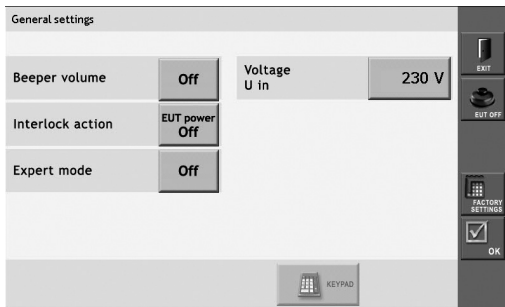 General settings
Beeper volume
Off
Voltage
U in
230 V
Interlock action
EUT power
Off
Expert mode
Off
KEYPAD
EXIT
EUT OFF
FACTORY
SETTINGS
OK